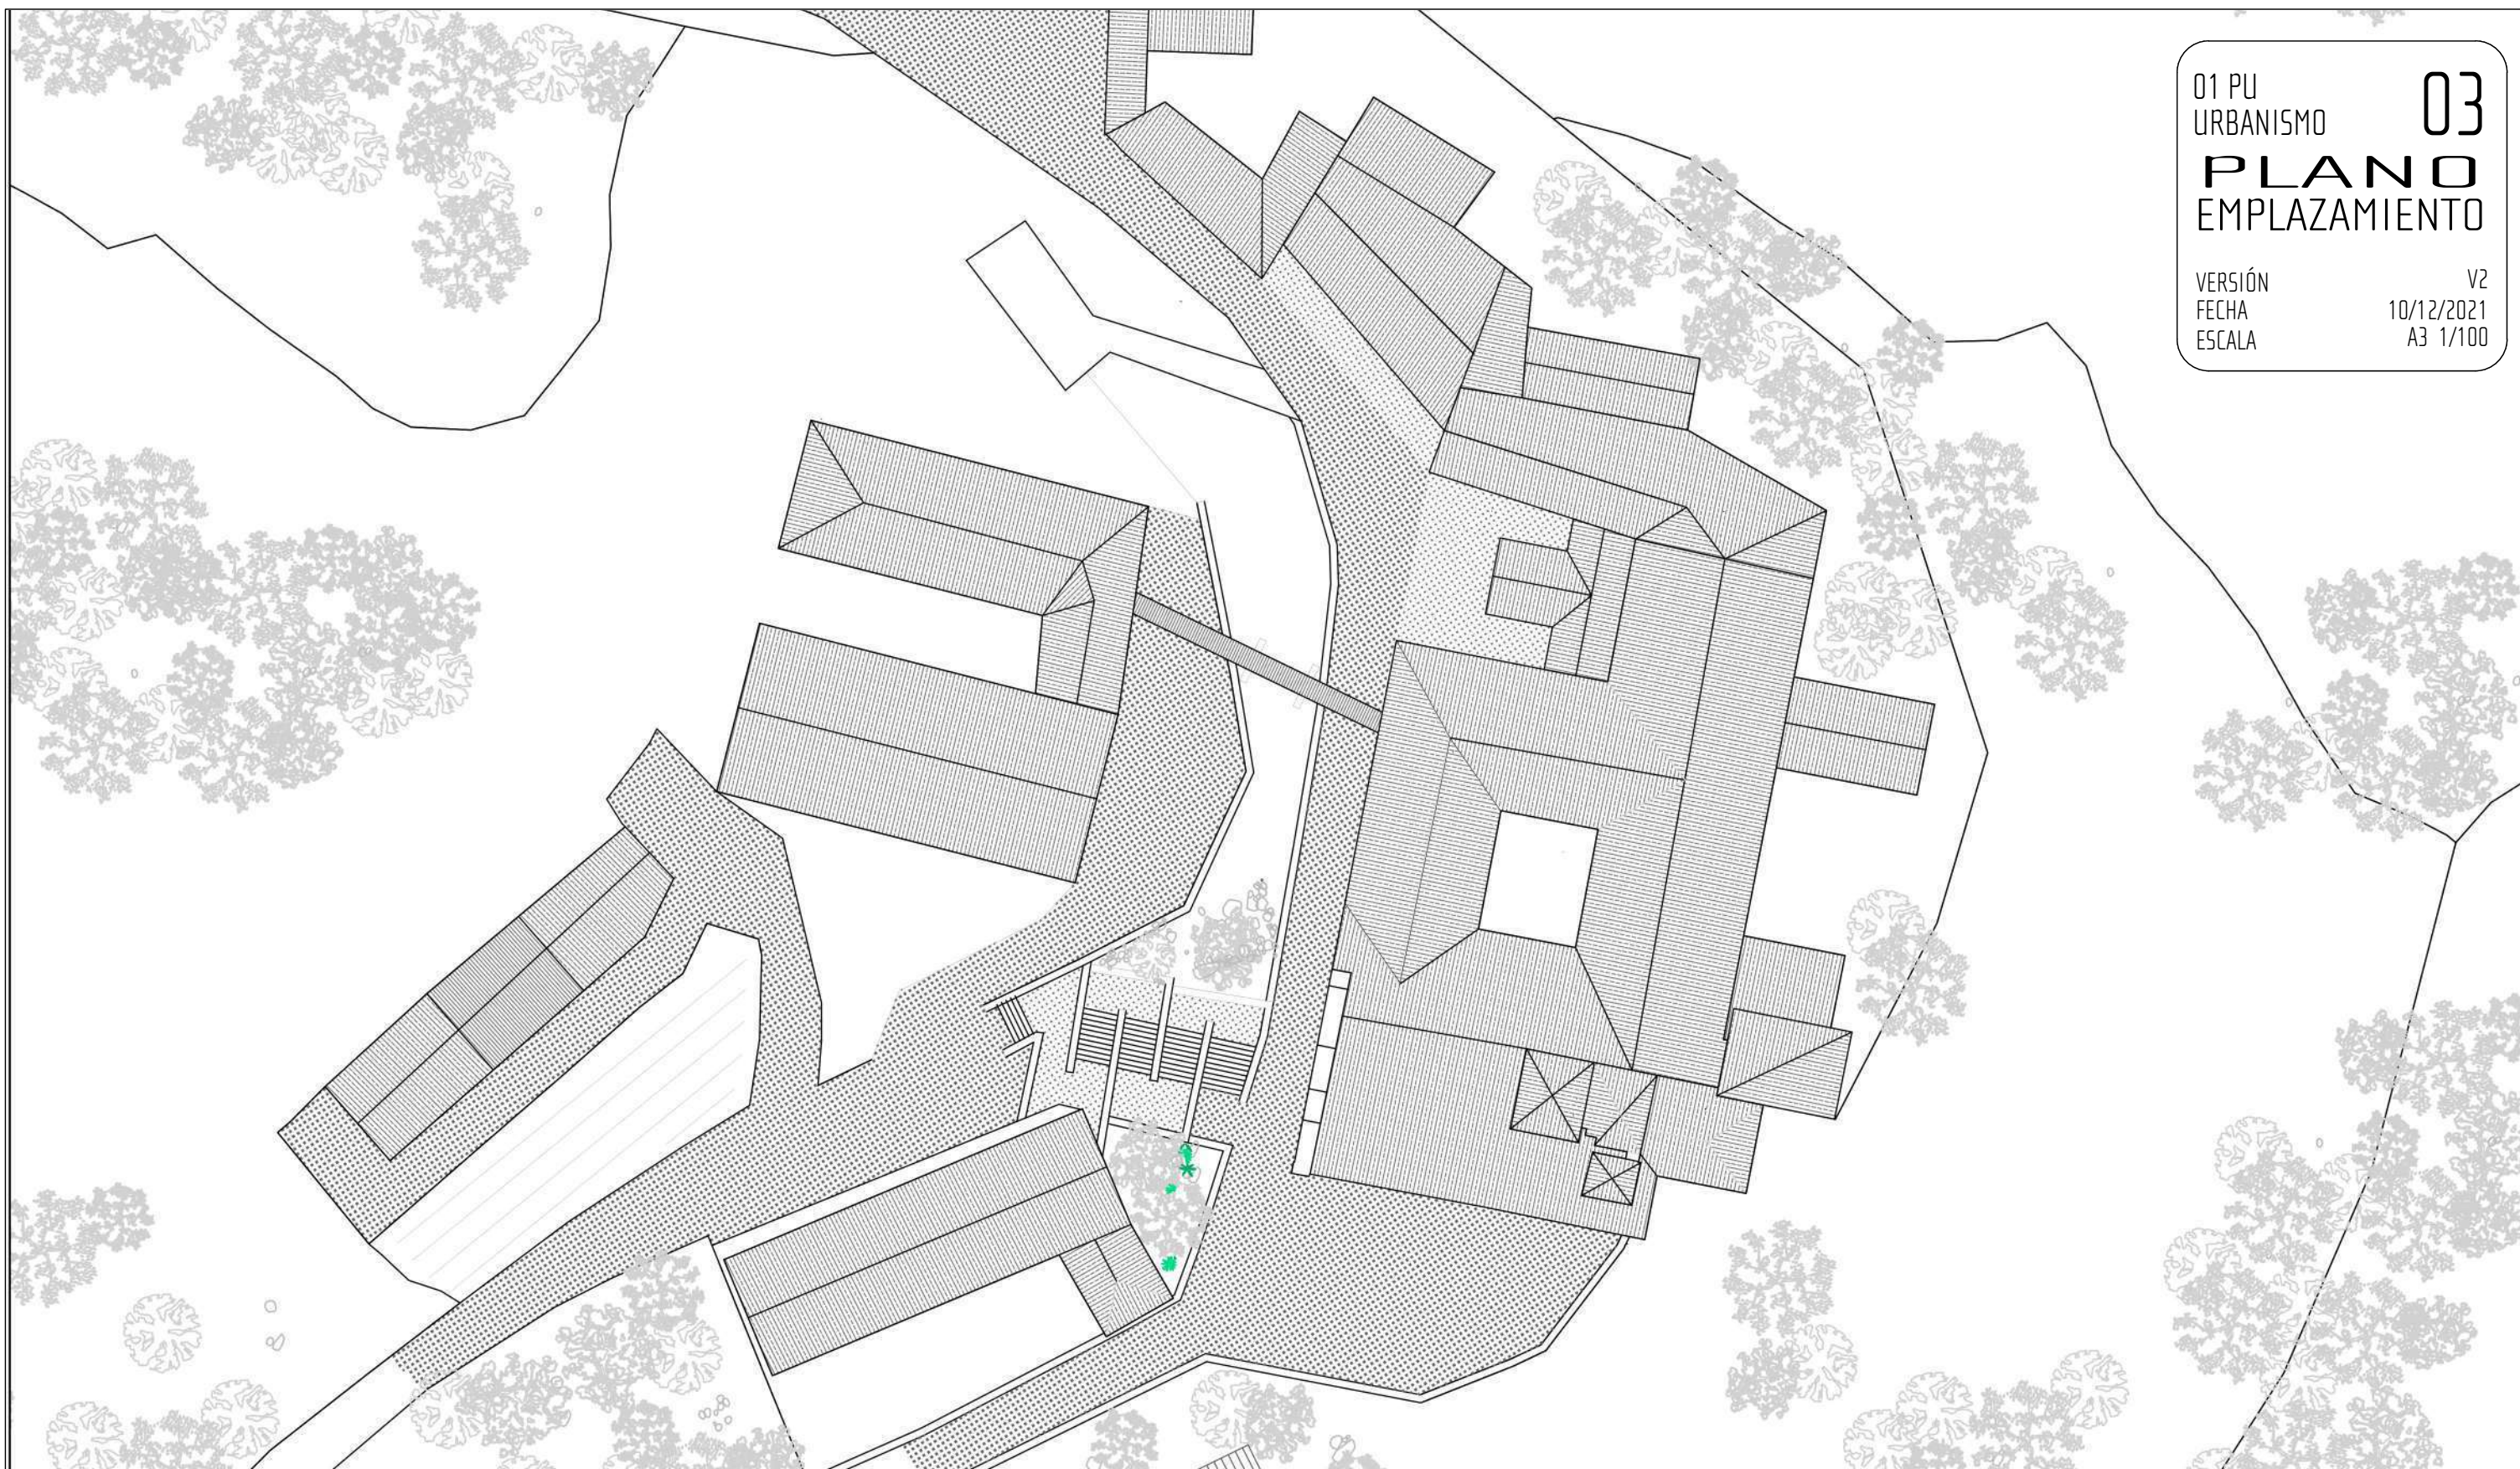 01 PU 03
URBANISMO
PLANO
EMPLAZAMIENTO
VERSIÓN V2
FECHA 10/12/2021
ESCALA A3 1/100